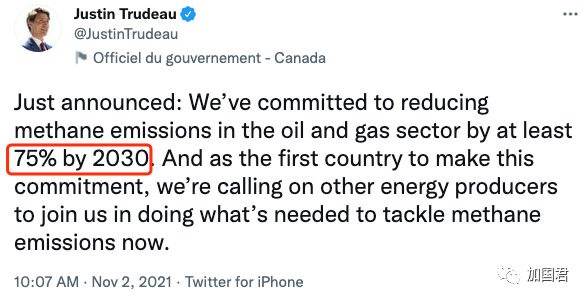 Justin Trudeau
@JustinTrudeau
Officiel du gouvernement - Canada
Just announced: We’ve committed to reducing
methane emissions in the oil and gas sector by at least
75% by 2030. And as the first country to make this
commitment, we’re calling on other energy producers
to join us in doing what’s needed to tackle methane
emissions now.
10:07 AM · Nov 2, 2021 · Twitter for iPhone
加国君